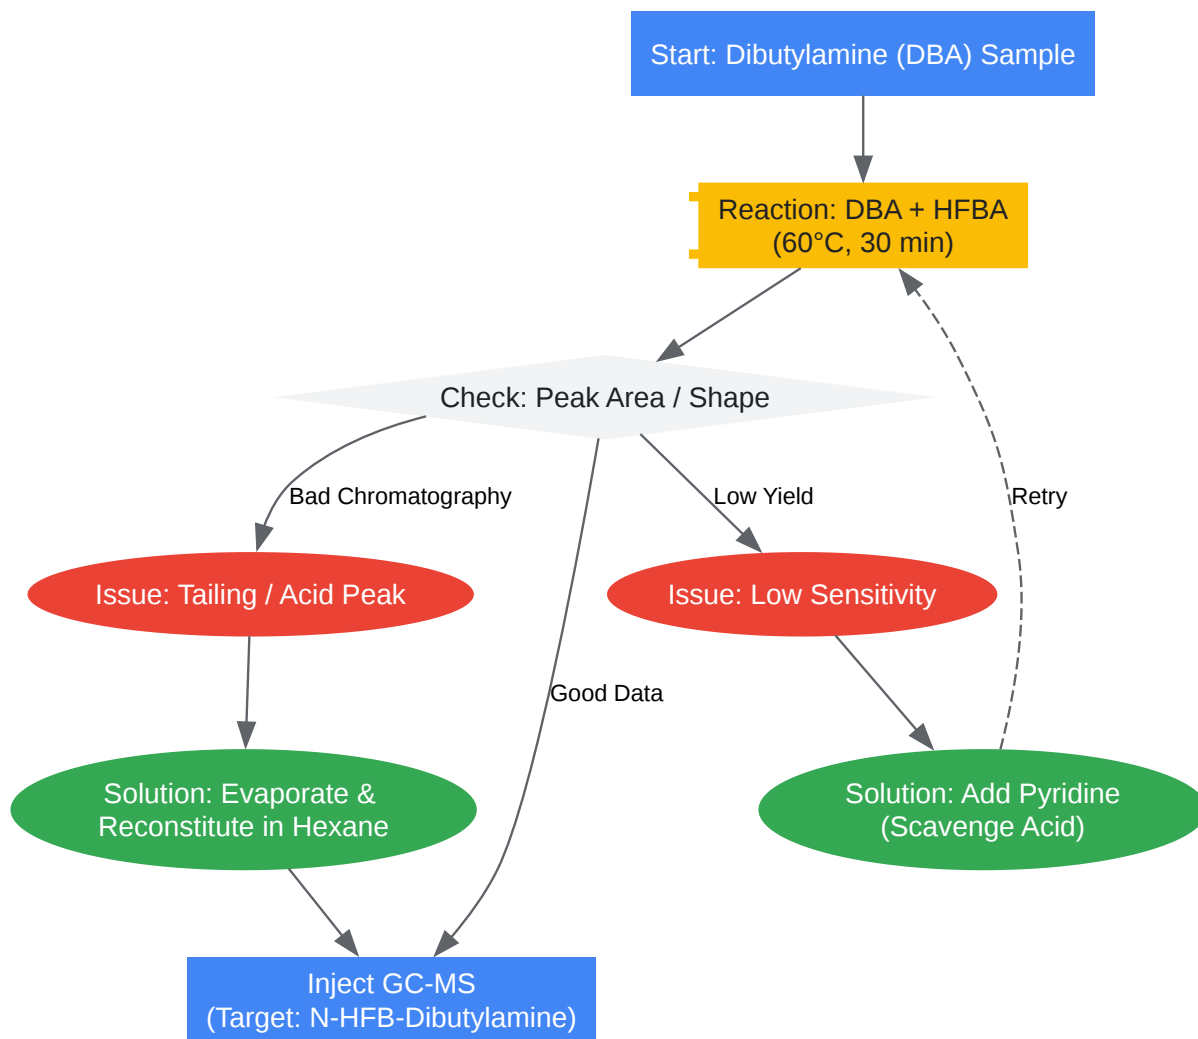 Start: Dibutylamine (DBA) Sample
Reaction: DBA + HFBA
(60°C, 30 min)
Check: Peak Area / Shape
Bad Chromatography
Low Yield
Retry
Issue: Tailing / Acid Peak
Issue: Low Sensitivity
Good Data
Solution: Evaporate &
Reconstitute in Hexane
Solution: Add Pyridine
(Scavenge Acid)
Inject GC-MS
(Target: N-HFB-Dibutylamine)